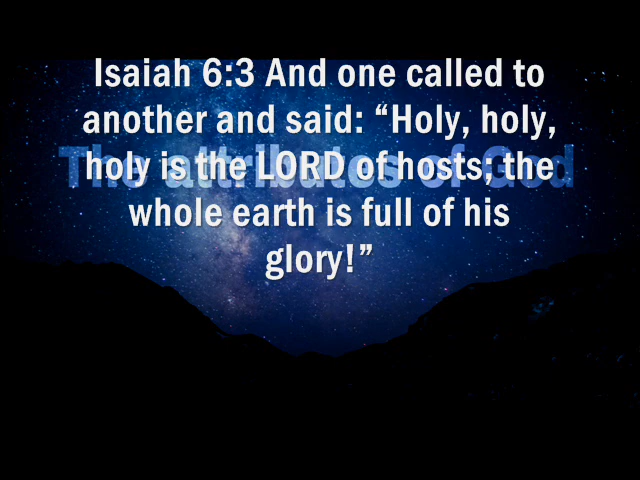 Isaiah 6:3 And one called to
another and said: “Holy, holy,
The attributes of God
holy is the LORD of hosts; the
whole earth is full of his
glory!”